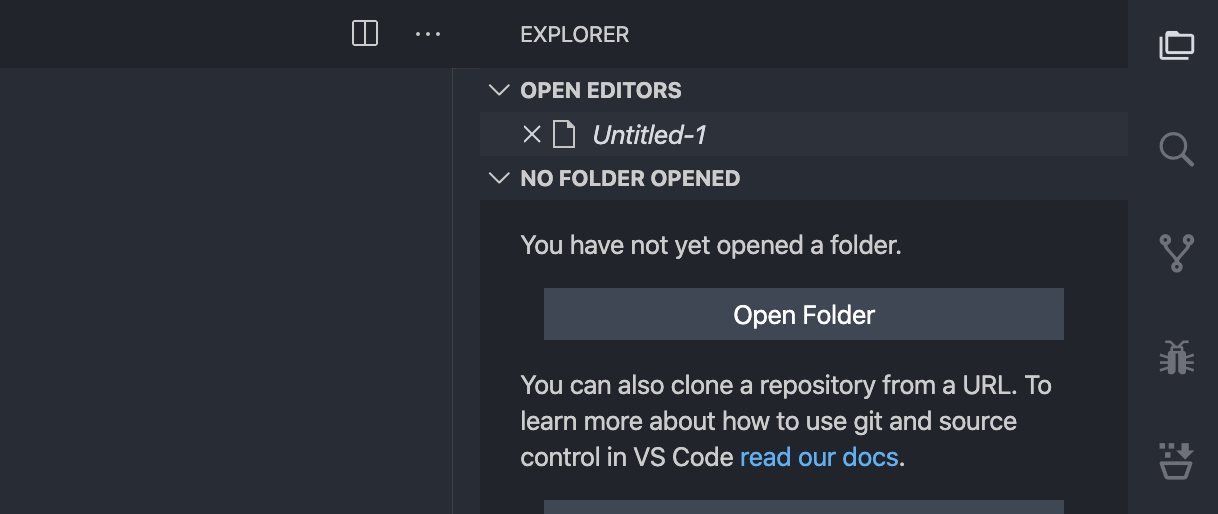 EXPLORER
OPEN EDITORS
Untitled-1
NO FOLDER OPENED
You have not yet opened a folder.
Open Folder
You can also clone a repository from a URL. To
learn more about how to use git and source
control in VS Code read our docs.